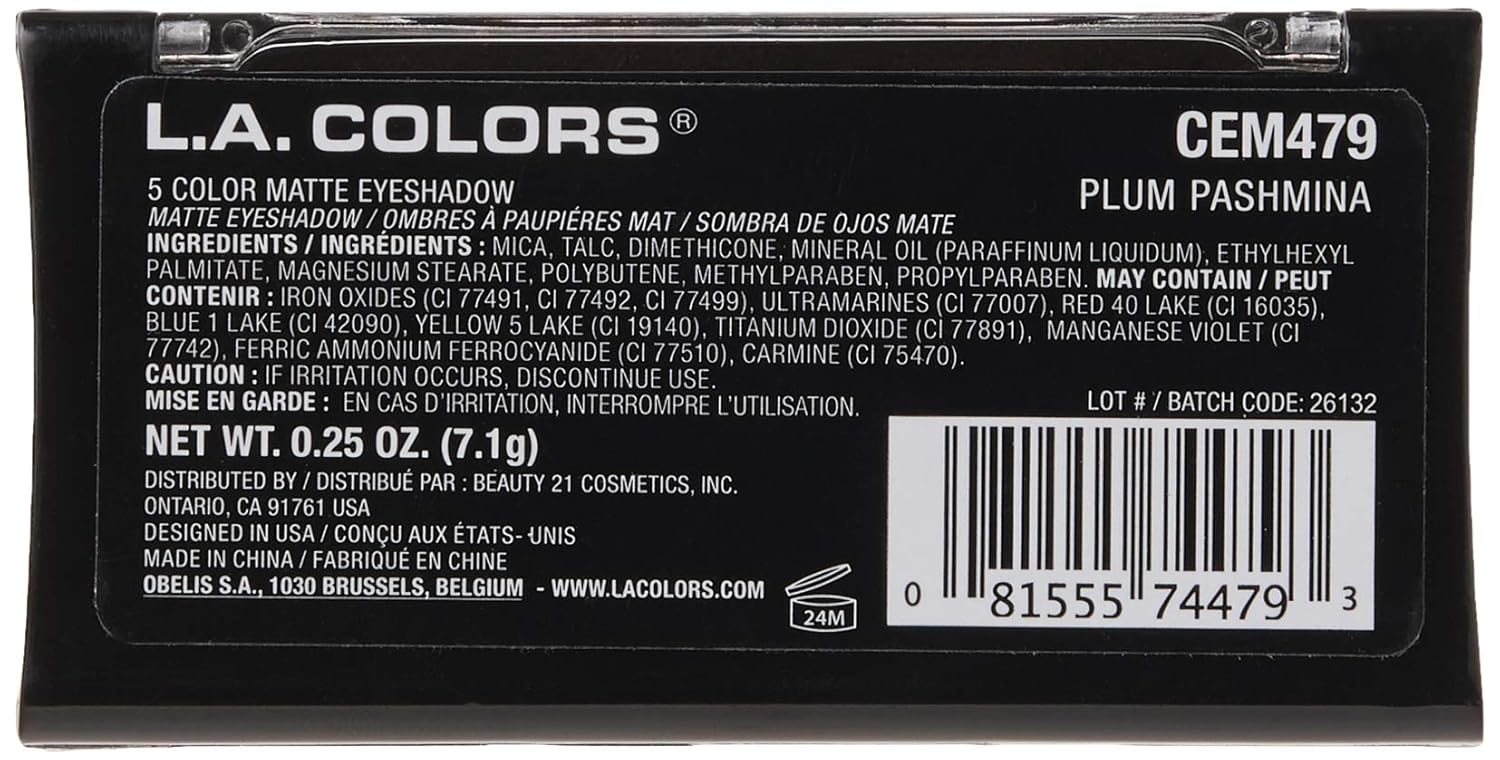 L.A. COLORS®
CEM479
5 COLOR MATTE EYESHADOW
PLUM PASHMINA
MATTE EYESHADOW / OMBRES À PAUPIÉRES MAT / SOMBRA DE OJOS MATE
INGREDIENTS / INGRÉDIENTS : MICA, TALC, DIMETHICONE, MINERAL OIL (PARAFFINUM LIQUIDUM), ETHYLHEXYL
PALMITATE, MAGNESIUM STEARATE, POLYBUTENE, METHYLPARABEN, PROPYLPARABEN. MAY CONTAIN / PEUT
CONTENIR : IRON OXIDES (CI 77491, CI 77492, CI 77499), ULTRAMARINES (CI 77007), RED 40 LAKE (CI 16035),
BLUE 1 LAKE (CI 42090), YELLOW 5 LAKE (CI 19140), TITANIUM DIOXIDE (CI 77891), MANGANESE VIOLET (CI
77742), FERRIC AMMONIUM FERROCYANIDE (CI 77510), CARMINE (CI 75470).
CAUTION : IF IRRITATION OCCURS, DISCONTINUE USE.
MISE EN GARDE : EN CAS D'IRRITATION, INTERROMPRE L'UTILISATION.
LOT # / BATCH CODE: 26132
NET WT. 0.25 OZ. (7.1g)
DISTRIBUTED BY / DISTRIBUÉ PAR : BEAUTY 21 COSMETICS, INC.
ONTARIO, CA 91761 USA
DESIGNED IN USA / CONÇU AUX ÉTATS-UNIS
MADE IN CHINA / FABRIQUÉ EN CHINE
OBELIS S.A., 1030 BRUSSELS, BELGIUM - WWW.LACOLORS.COM
24M
0 81555 74479 3